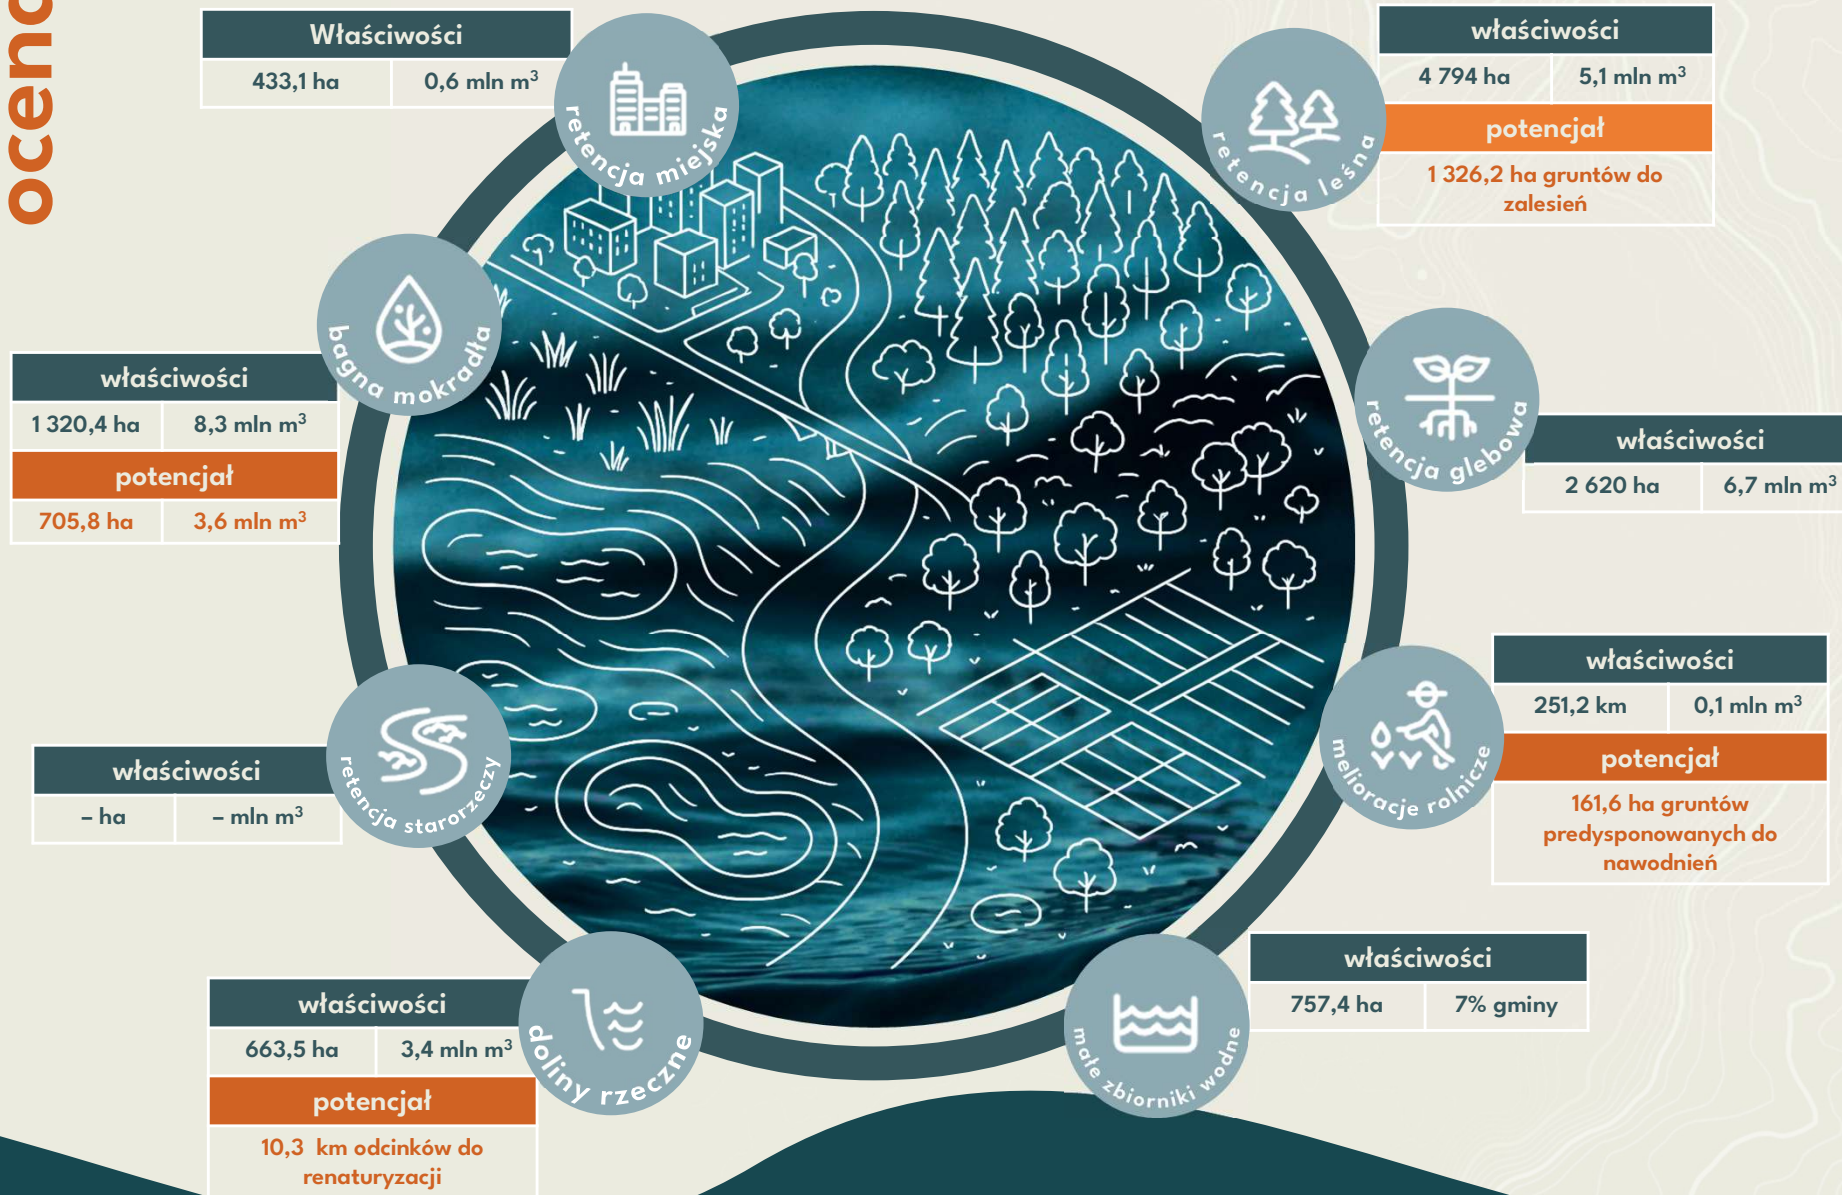 ocena
Właściwości
433,1 ha 0,6 mln m³
retencja miejska
właściwości
4 794 ha 5,1 mln m³
potencjał
1 326,2 ha gruntów do
zalesień
retencja leśna
bagna mokradła
właściwości
1 320,4 ha 8,3 mln m³
potencjał
705,8 ha 3,6 mln m³
retencja glebowa
właściwości
2 620 ha 6,7 mln m³
właściwości
251,2 km 0,1 mln m³
potencjał
161,6 ha gruntów
predysponowanych do
nawodnień
melioracje rolnicze
właściwości
– ha – mln m³
retencja starorzeczy
właściwości
757,4 ha 7% gminy
małe zbiorniki wodne
właściwości
663,5 ha 3,4 mln m³
potencjał
10,3 km odcinków do
renaturyzacji
doliny rzeczne